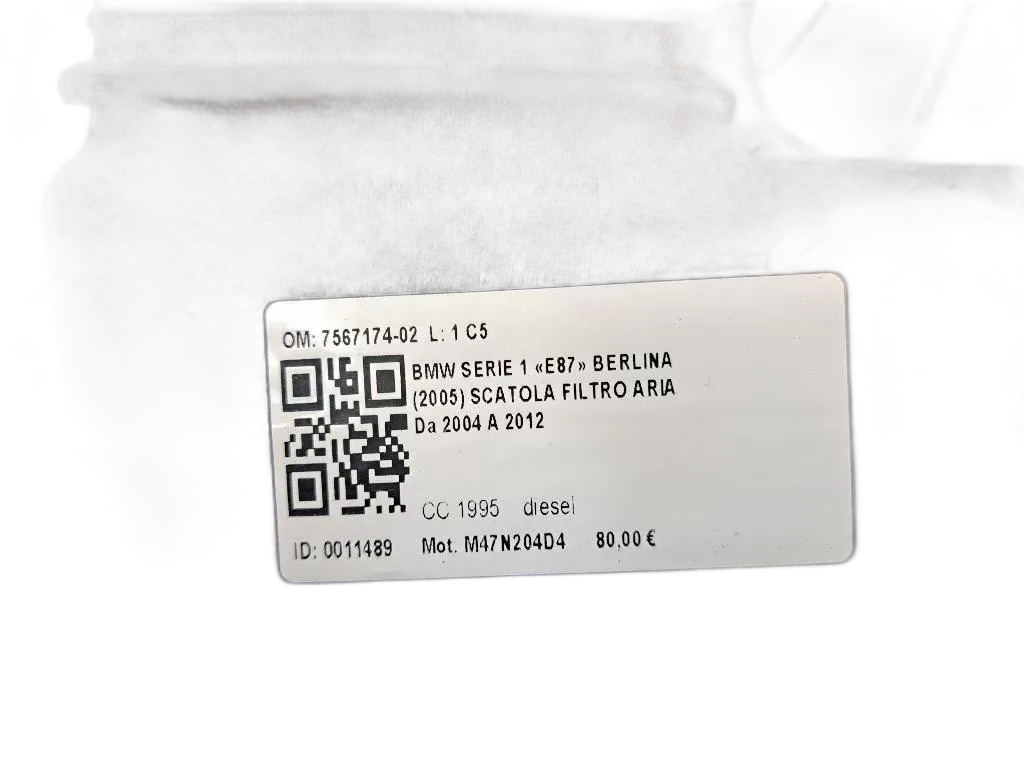 OM: 7567174-02 L: 1 C5
BMW SERIE 1 «E87» BERLINA
(2005) SCATOLA FILTRO ARIA
Da 2004 A 2012
CC 1995 diesel
ID: 0011489 Mot. M47N204D4 80,00 €